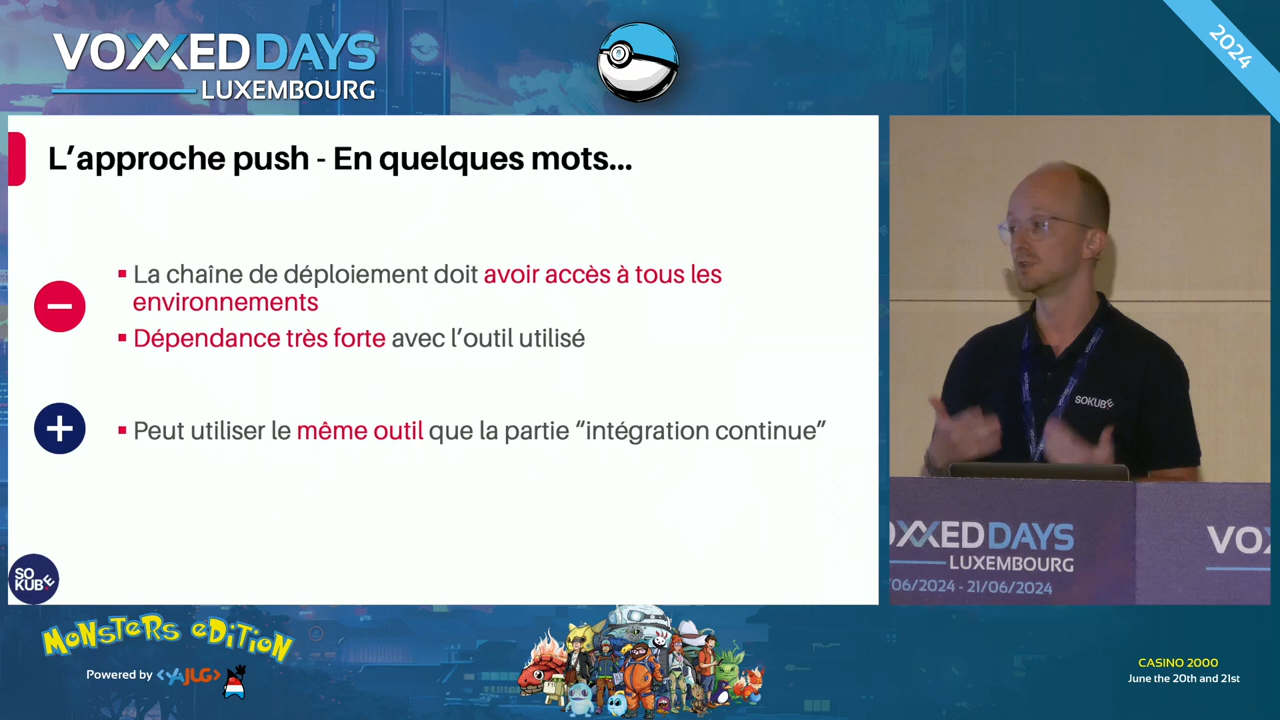 VOXXED DAYS
LUXEMBOURG
2024
L’approche push - En quelques mots...
La chaîne de déploiement doit avoir accès à tous les
environnements
Dépendance très forte avec l’outil utilisé
Peut utiliser le même outil que la partie “intégration continue”
SO
KUBE
SOKUBE
XXED DAYS
LUXEMBOURG
/06/2024 - 21/06/2024
VOX
MONSTERS EDITION
Powered by <YAJUG>
CASINO 2000
June the 20th and 21st